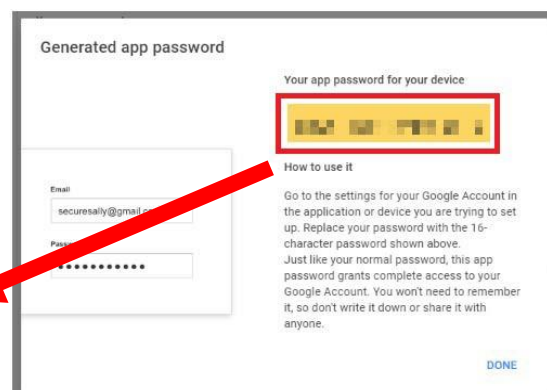 Generated app password
Your app password for your device
How to use it
Go to the settings for your Google Account in
the application or device you are trying to set
up. Replace your password with the 16-
character password shown above.
Just like your normal password, this app
password grants complete access to your
Google Account. You won't need to remember
it, so don't write it down or share it with
anyone.
Email
securesally@gmail
DONE